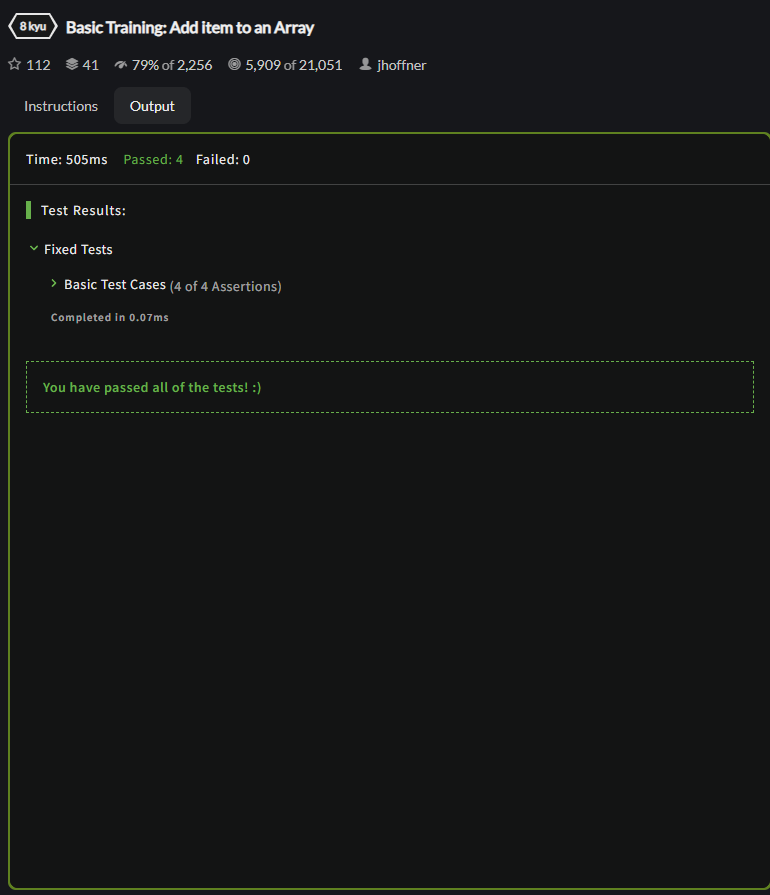 8 kyu Basic Training: Add item to an Array
112 41 79% of 2,256 5,909 of 21,051 jhoffner
Instructions Output
Time: 505ms Passed: 4 Failed: 0
Test Results:
Fixed Tests
Basic Test Cases (4 of 4 Assertions)
Completed in 0.07ms
You have passed all of the tests! :)